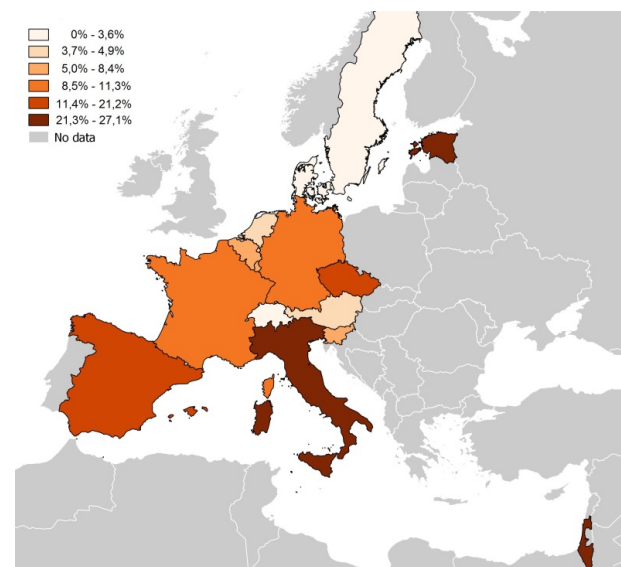 0% - 3,6%
3,7% - 4,9%
5,0% - 8,4%
8,5% - 11,3%
11,4% - 21,2%
21,3% - 27,1%
No data